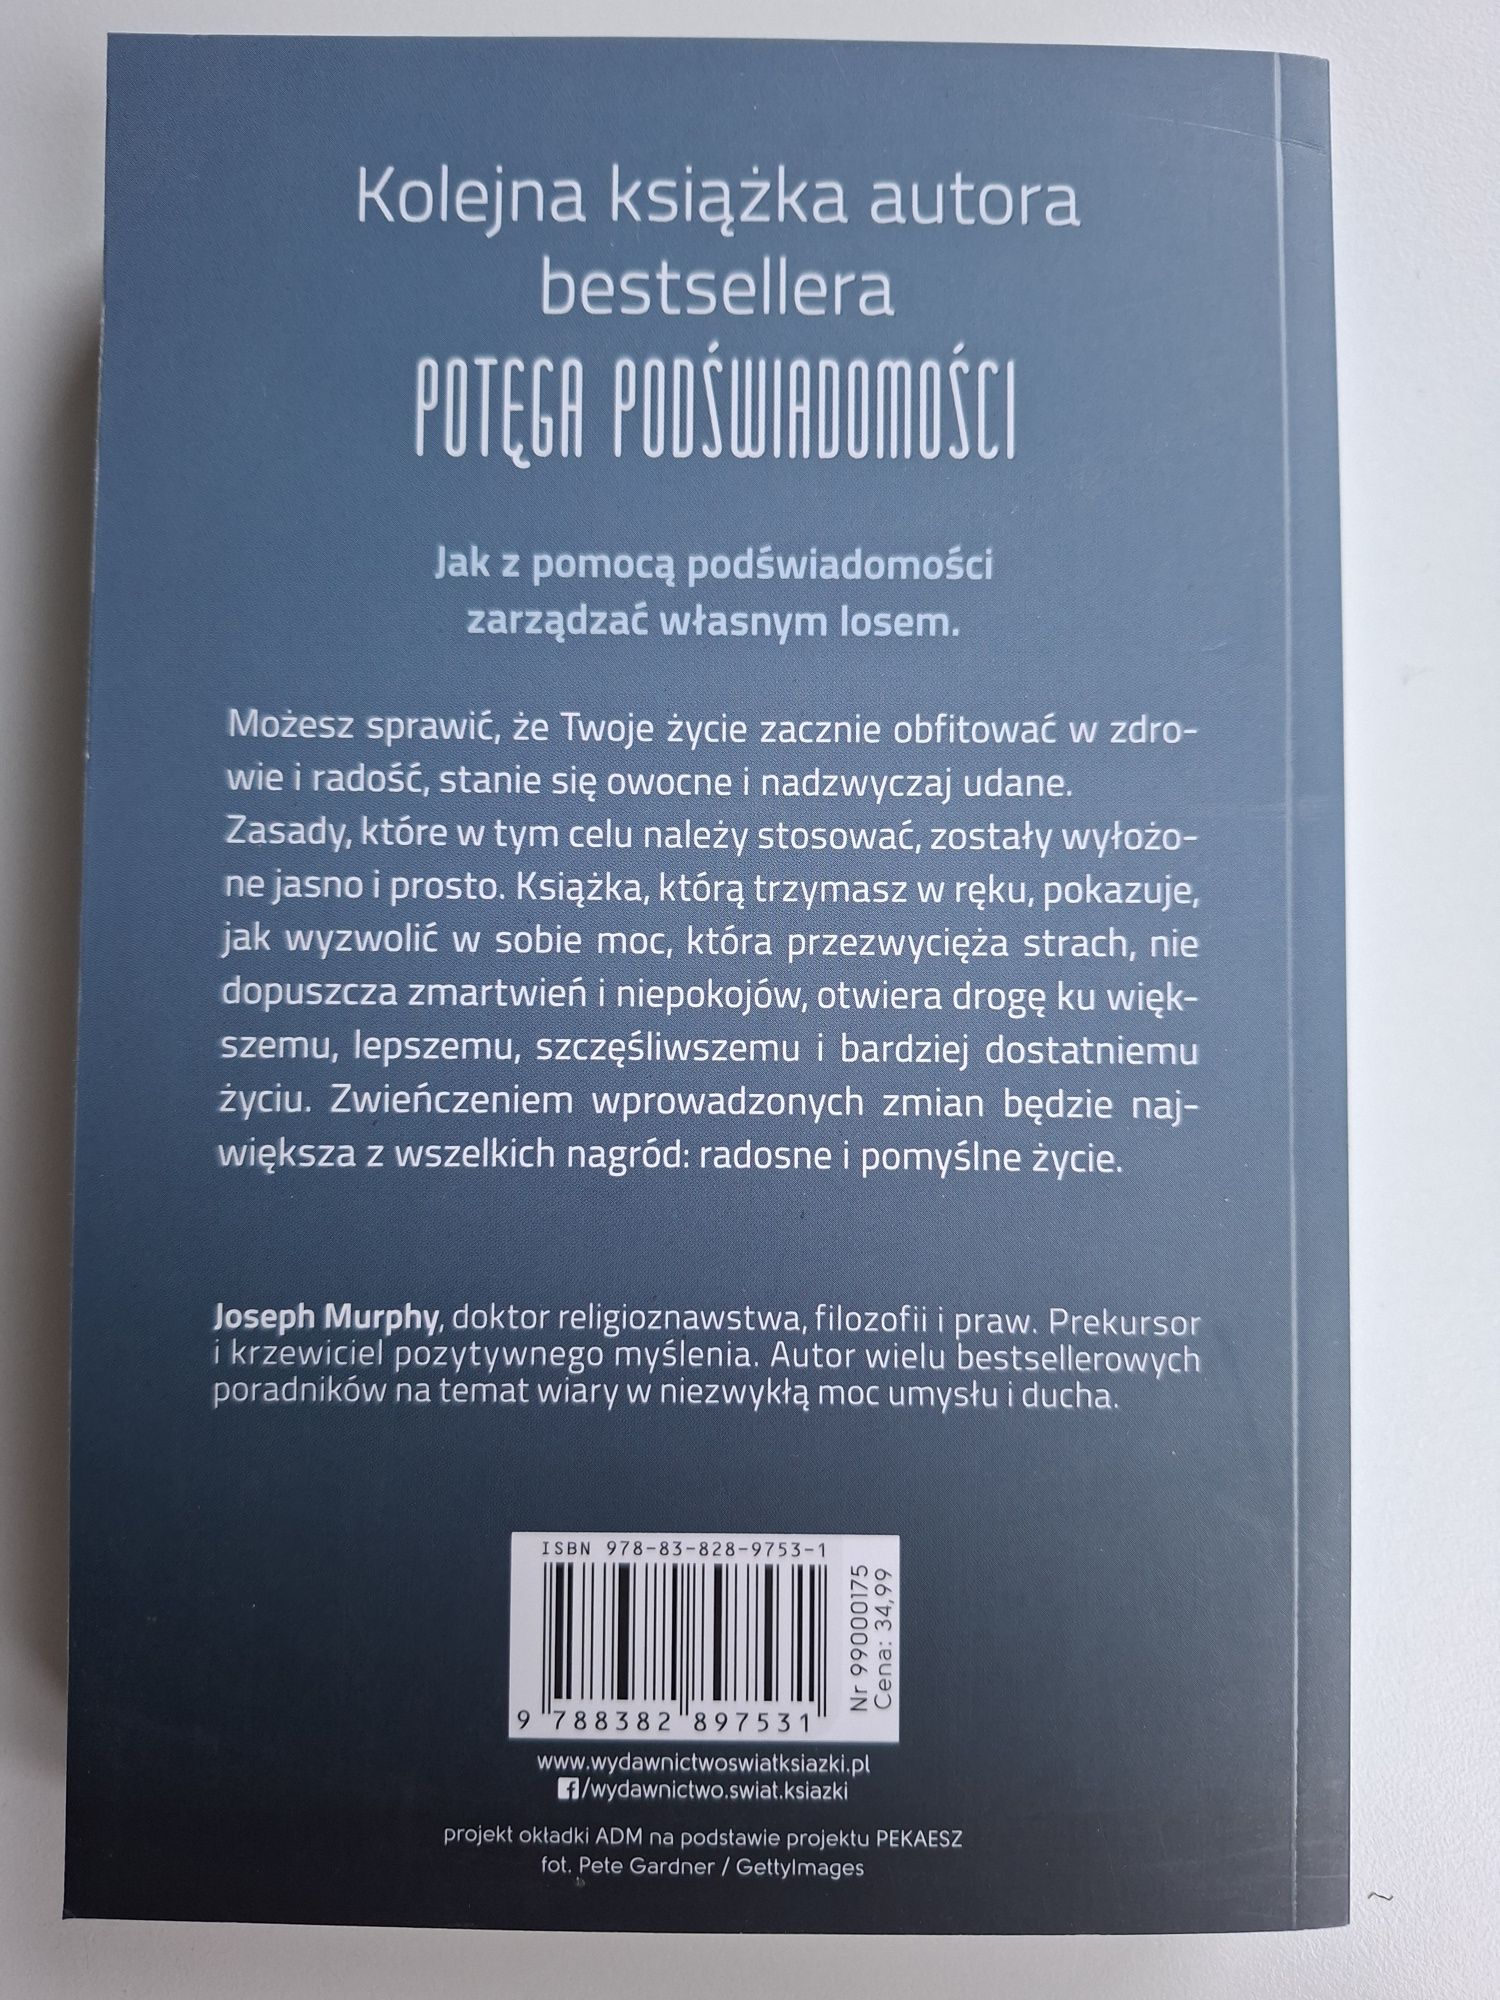 Kolejna książka autora
bestsellera
POTĘGA PODŚWIADOMOŚCI
Jak z pomocą podświadomości
zarządzać własnym losem.
Możesz sprawić, że Twoje życie zacznie obfitować w zdro-
wie i radość, stanie się owocne i nadzwyczaj udane.
Zasady, które w tym celu należy stosować, zostały wyłożo-
ne jasno i prosto. Książka, którą trzymasz w ręku, pokazuje,
jak wyzwolić w sobie moc, która przezwycięża strach, nie
dopuszcza zmartwień i niepokojów, otwiera drogę ku więk-
szemu, lepszemu, szczęśliwszemu i bardziej dostatniemu
życiu. Zwieńczeniem wprowadzonych zmian będzie naj-
większa z wszelkich nagród: radosne i pomyślne życie.
Joseph Murphy, doktor religioznawstwa, filozofii i praw. Prekursor
i krzewiciel pozytywnego myślenia. Autor wielu bestsellerowych
poradników na temat wiary w niezwykłą moc umysłu i ducha.
ISBN 978-83-828-9753-1
9 788382 897531
Nr 99000175
Cena: 34,99
www.wydawnictwoswiatksiazki.pl
f/wydawnictwo.swiat.ksiazki
projekt okładki ADM na podstawie projektu PEKAESZ
fot. Pete Gardner / GettyImages